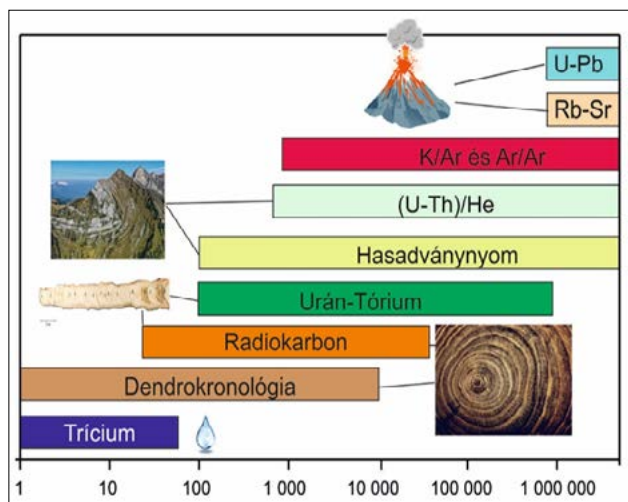 U-Pb
Rb-Sr
K/Ar és Ar/Ar
(U-Th)/He
Hasadványnyom
Urán-Tórium
Radiokarbon
Dendrokronológia
Trícium
1 10 100 1 000 10 000 100 000 1 000 000